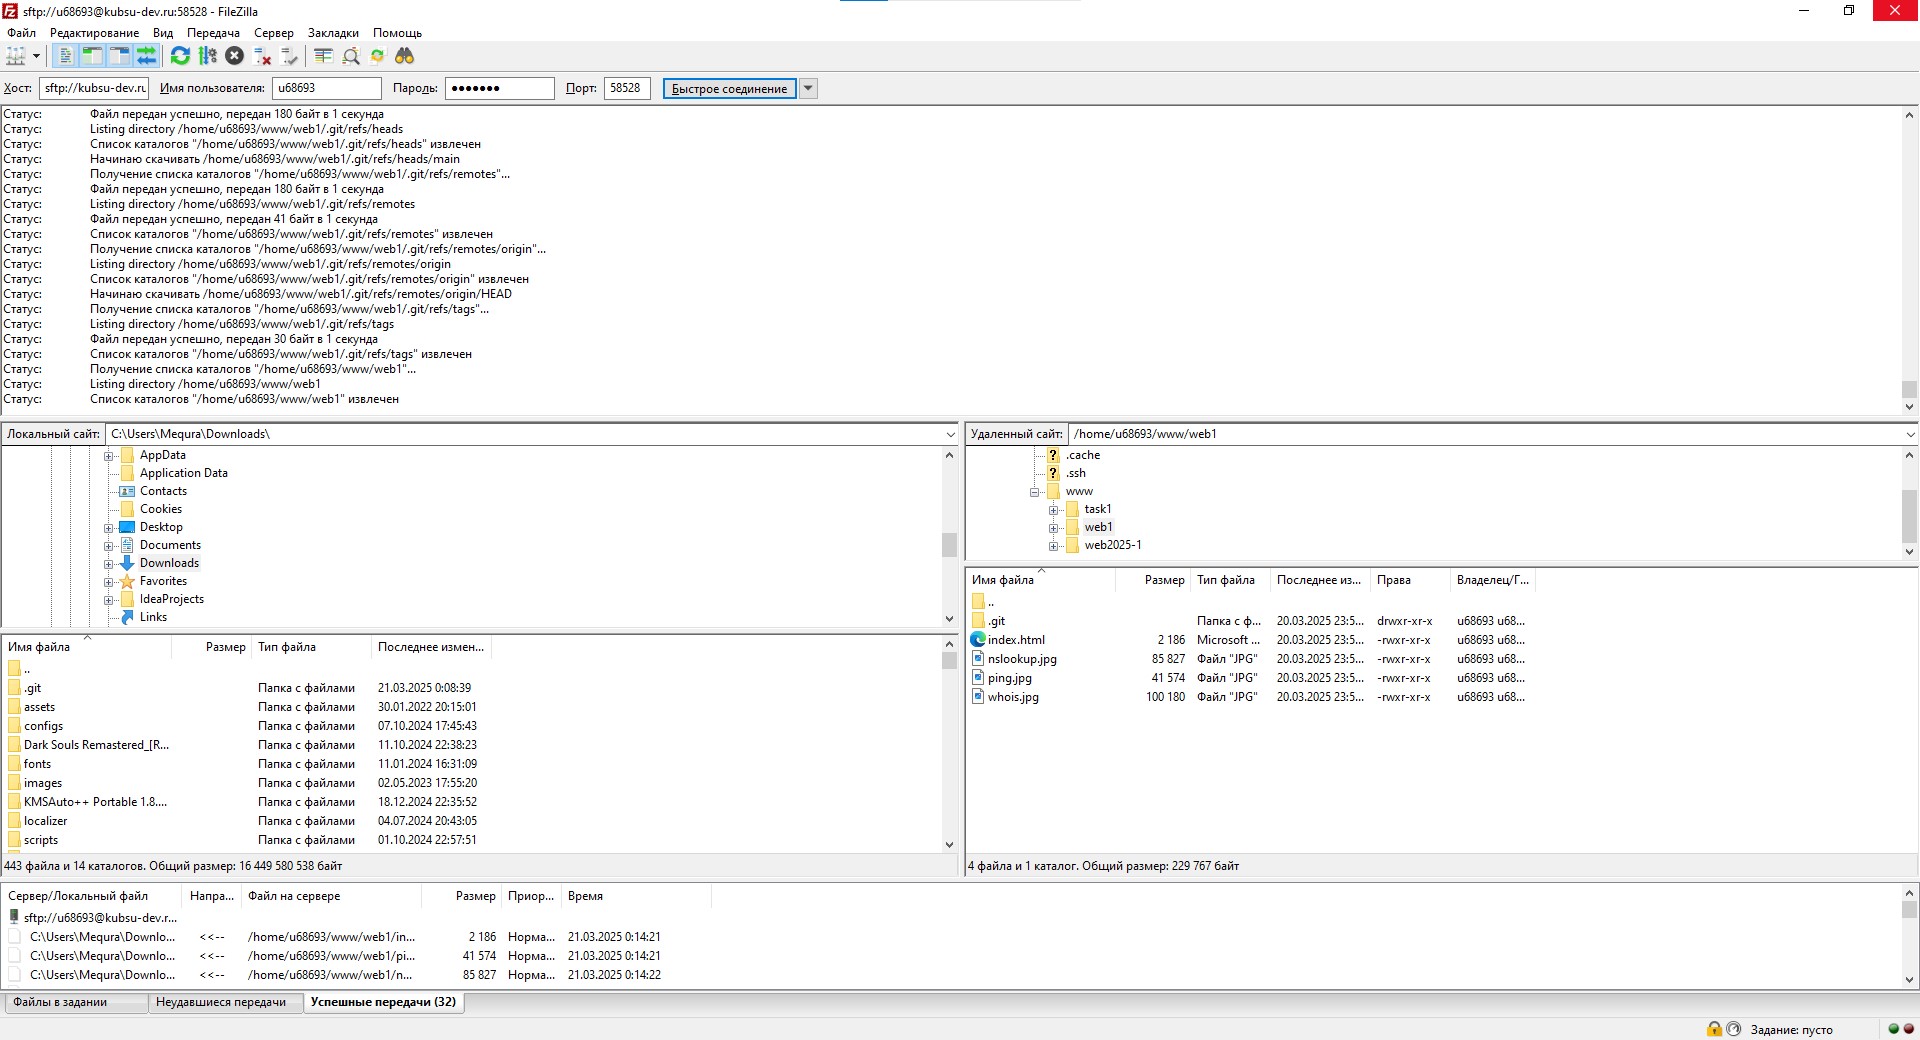 sftp://u68693@kubsu-dev.ru:58528 - FileZilla
Файл Редактирование Вид Передача Сервер Закладки Помощь
Хост: sftp://kubsu-dev.ru Имя пользователя: u68693 Пароль: ●●●●●●● Порт: 58528 Быстрое соединение
Статус: Файл передан успешно, передан 180 байт в 1 секунда
Статус: Listing directory /home/u68693/www/web1/.git/refs/heads
Статус: Список каталогов "/home/u68693/www/web1/.git/refs/heads" извлечен
Статус: Начинаю скачивать /home/u68693/www/web1/.git/refs/heads/main
Статус: Получение списка каталогов "/home/u68693/www/web1/.git/refs/remotes"...
Статус: Файл передан успешно, передан 180 байт в 1 секунда
Статус: Listing directory /home/u68693/www/web1/.git/refs/remotes
Статус: Файл передан успешно, передан 41 байт в 1 секунда
Статус: Список каталогов "/home/u68693/www/web1/.git/refs/remotes" извлечен
Статус: Получение списка каталогов "/home/u68693/www/web1/.git/refs/remotes/origin"...
Статус: Listing directory /home/u68693/www/web1/.git/refs/remotes/origin
Статус: Список каталогов "/home/u68693/www/web1/.git/refs/remotes/origin" извлечен
Статус: Начинаю скачивать /home/u68693/www/web1/.git/refs/remotes/origin/HEAD
Статус: Получение списка каталогов "/home/u68693/www/web1/.git/refs/tags"...
Статус: Listing directory /home/u68693/www/web1/.git/refs/tags
Статус: Файл передан успешно, передан 30 байт в 1 секунда
Статус: Список каталогов "/home/u68693/www/web1/.git/refs/tags" извлечен
Статус: Получение списка каталогов "/home/u68693/www/web1"...
Статус: Listing directory /home/u68693/www/web1
Статус: Список каталогов "/home/u68693/www/web1" извлечен
Локальный сайт: C:\Users\Mequra\Downloads\
AppData
Application Data
Contacts
Cookies
Desktop
Documents
Downloads
Favorites
IdeaProjects
Links
Имя файла Размер Тип файла Последнее измен...
..
.git Папка с файлами 21.03.2025 0:08:39
assets Папка с файлами 30.01.2022 20:15:01
configs Папка с файлами 07.10.2024 17:45:43
Dark Souls Remastered_[R... Папка с файлами 11.10.2024 22:38:23
fonts Папка с файлами 11.01.2024 16:31:09
images Папка с файлами 02.05.2023 17:55:20
KMSAuto++ Portable 1.8.... Папка с файлами 18.12.2024 22:35:52
localizer Папка с файлами 04.07.2024 20:43:05
scripts Папка с файлами 01.10.2024 22:57:51
443 файла и 14 каталогов. Общий размер: 16 449 580 538 байт
Удаленный сайт: /home/u68693/www/web1
.cache
.ssh
www
task1
web1
web2025-1
Имя файла Размер Тип файла Последнее из... Права Владелец/Г...
..
.git Папка с ф... 20.03.2025 23:5... drwxr-xr-x u68693 u68...
index.html 2 186 Microsoft ... 20.03.2025 23:5... -rwxr-xr-x u68693 u68...
nslookup.jpg 85 827 Файл "JPG" 20.03.2025 23:5... -rwxr-xr-x u68693 u68...
ping.jpg 41 574 Файл "JPG" 20.03.2025 23:5... -rwxr-xr-x u68693 u68...
whois.jpg 100 180 Файл "JPG" 20.03.2025 23:5... -rwxr-xr-x u68693 u68...
4 файла и 1 каталог. Общий размер: 229 767 байт
Сервер/Локальный файл Напра... Файл на сервере Размер Приор... Время
sftp://u68693@kubsu-dev.r...
C:\Users\Mequra\Downlo... <<-- /home/u68693/www/web1/in... 2 186 Норма... 21.03.2025 0:14:21
C:\Users\Mequra\Downlo... <<-- /home/u68693/www/web1/pi... 41 574 Норма... 21.03.2025 0:14:21
C:\Users\Mequra\Downlo... <<-- /home/u68693/www/web1/n... 85 827 Норма... 21.03.2025 0:14:22
Файлы в задании Неудавшиеся передачи Успешные передачи (32)
Задание: пусто